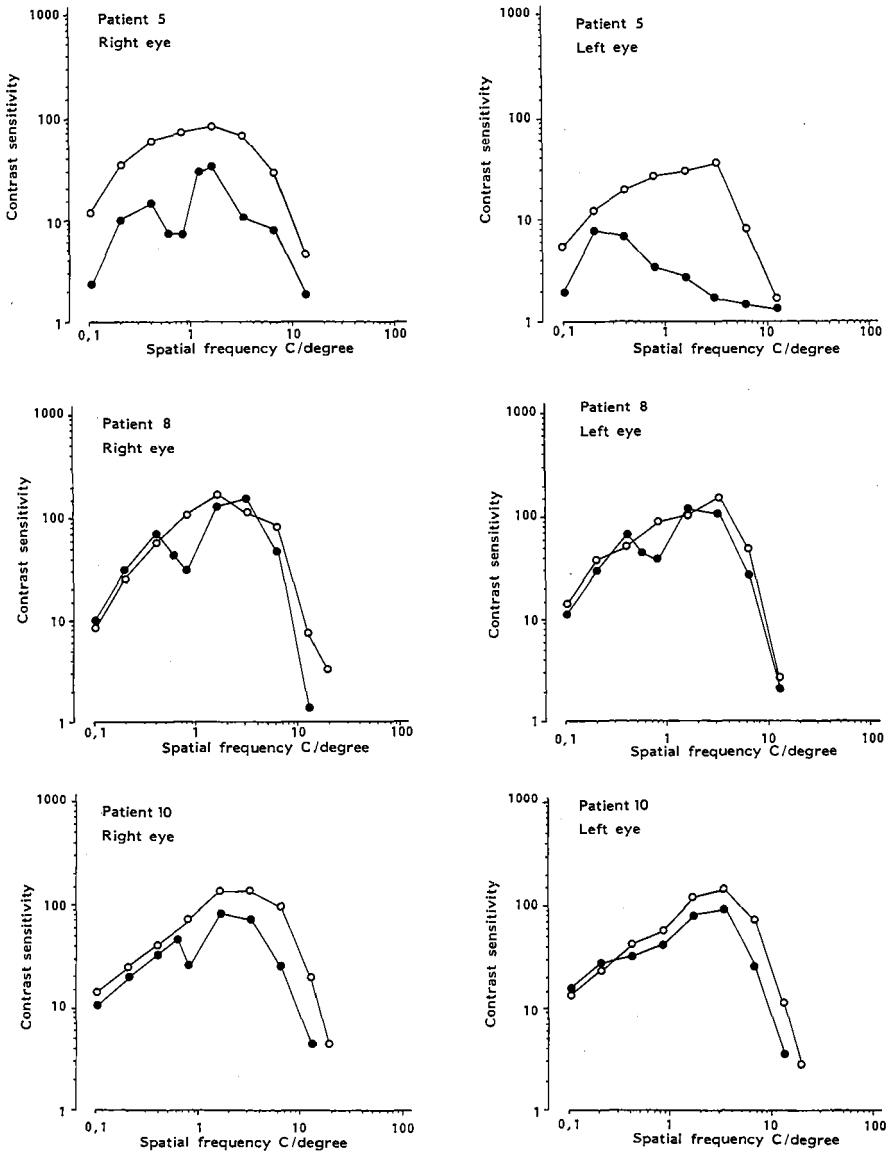 Patient 5
Right eye
1000
100
10
1
Contrast sensitivity
0,1 1 10 100
Spatial frequency C/degree
Patient 5
Left eye
1000
100
10
1
Contrast sensitivity
0,1 1 10 100
Spatial frequency C/degree
Patient 8
Right eye
1000
100
10
1
Contrast sensitivity
0,1 1 10 100
Spatial frequency C/degree
Patient 8
Left eye
1000
100
10
1
Contrast sensitivity
0,1 1 10 100
Spatial frequency C/degree
Patient 10
Right eye
1000
100
10
1
Contrast sensitivity
0,1 1 10 100
Spatial frequency C/degree
Patient 10
Left eye
1000
100
10
1
Contrast sensitivity
0,1 1 10 100
Spatial frequency C/degree